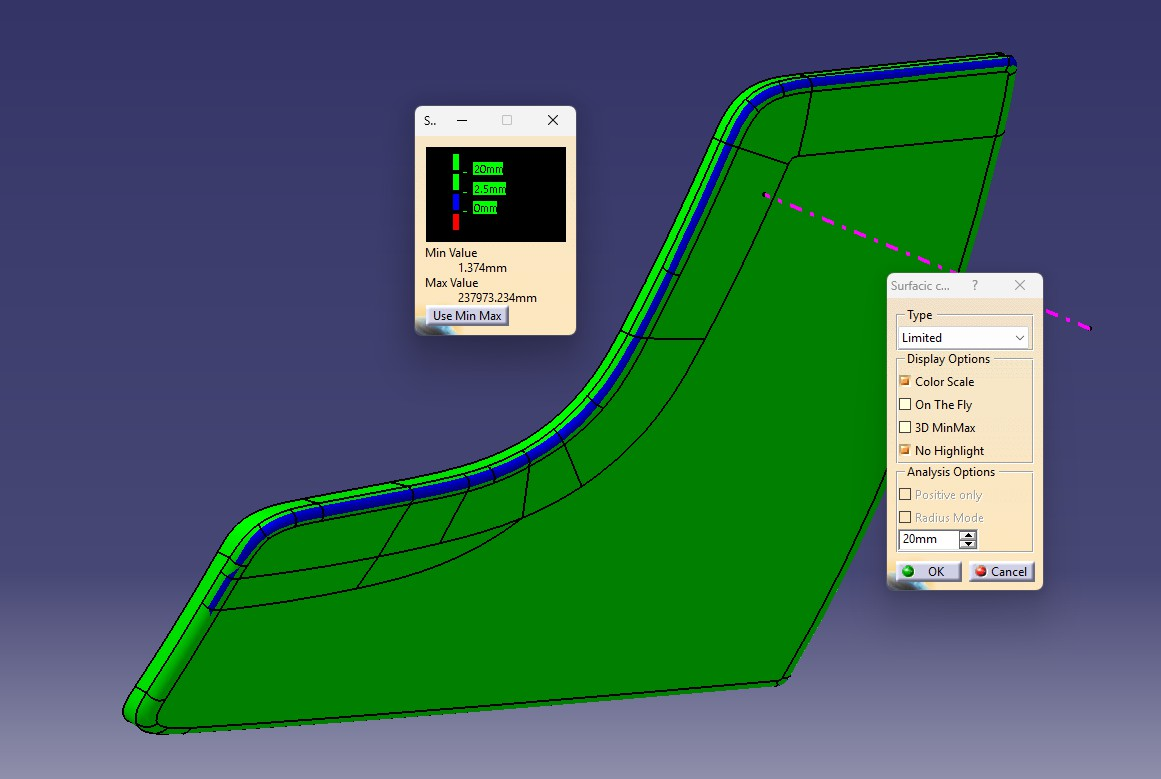 S..
20mm
2.5mm
0mm
Min Value
1.374mm
Max Value
237973.234mm
Use Min Max
Surfacic c... ?
Type
Limited
Display Options
Color Scale
On The Fly
3D MinMax
No Highlight
Analysis Options
Positive only
Radius Mode
20mm
OK Cancel